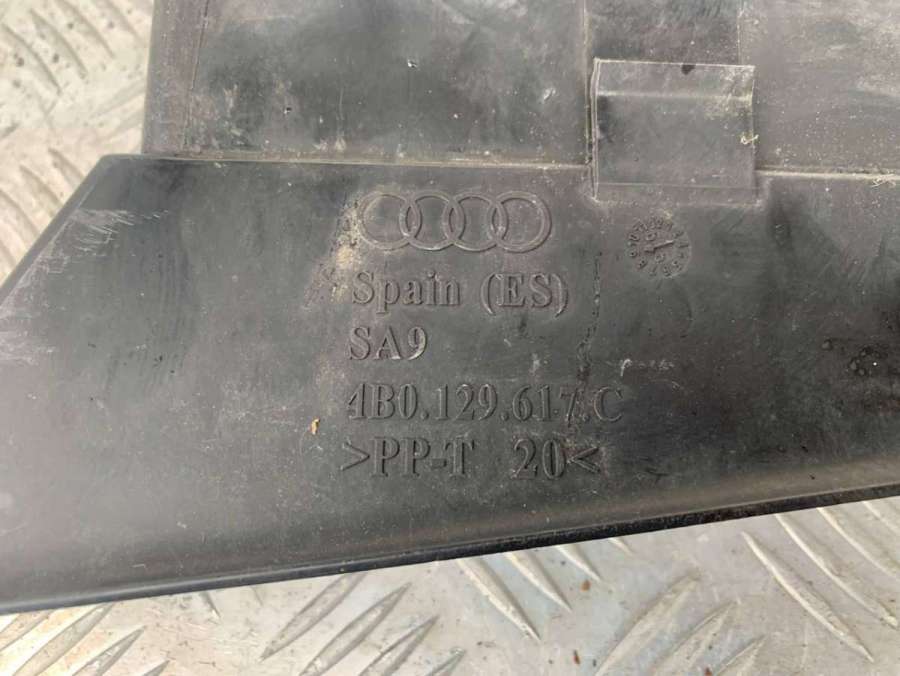 Spain (ES)
SA9
4B0.129.617.C
>PP-T 20<